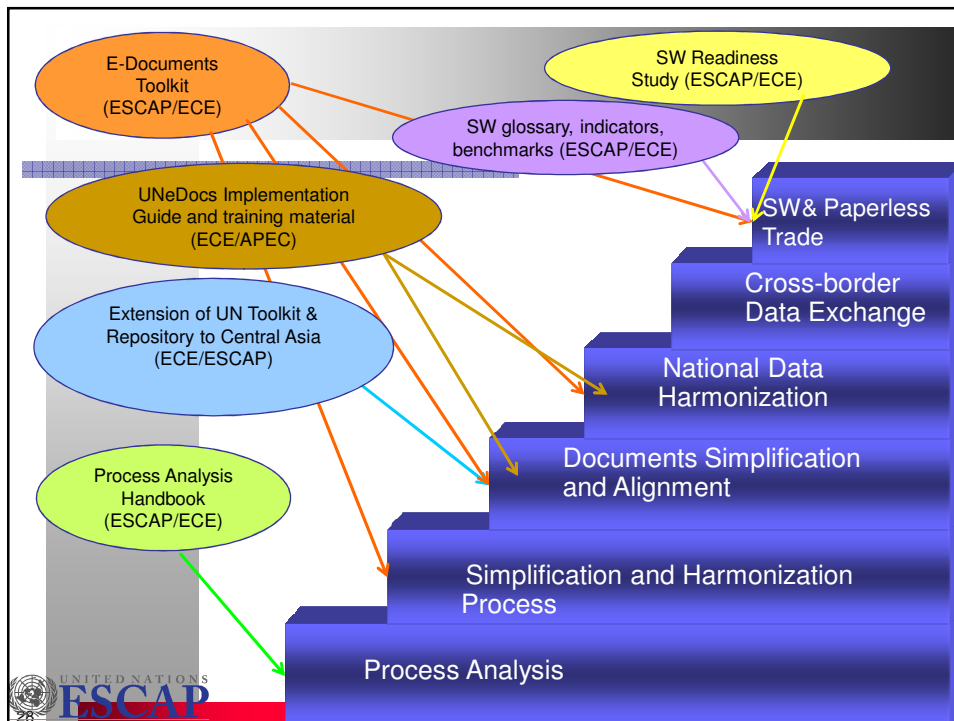 E-Documents
Toolkit
(ESCAP/ECE)
SW Readiness
Study (ESCAP/ECE)
SW glossary, indicators,
benchmarks (ESCAP/ECE)
UNeDocs Implementation
Guide and training material
(ECE/APEC)
SW& Paperless
Trade
Cross-border
Data Exchange
Extension of UN Toolkit &
Repository to Central Asia
(ECE/ESCAP)
National Data
Harmonization
Documents Simplification
and Alignment
Process Analysis
Handbook
(ESCAP/ECE)
Simplification and Harmonization
Process
Process Analysis
UNITED NATIONS
ESCAP
28